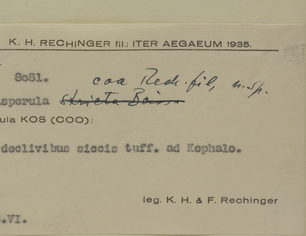 K. H. RECHINGER fil.: ITER AEGAEUM 1935.
8081. coa Rech. fil., n. sp.
sperula stricta Boiss
ula KOS (COO):
declivibus siccis tuff. ad Kephalo.
leg. K. H. & F. Rechinger
.VI.